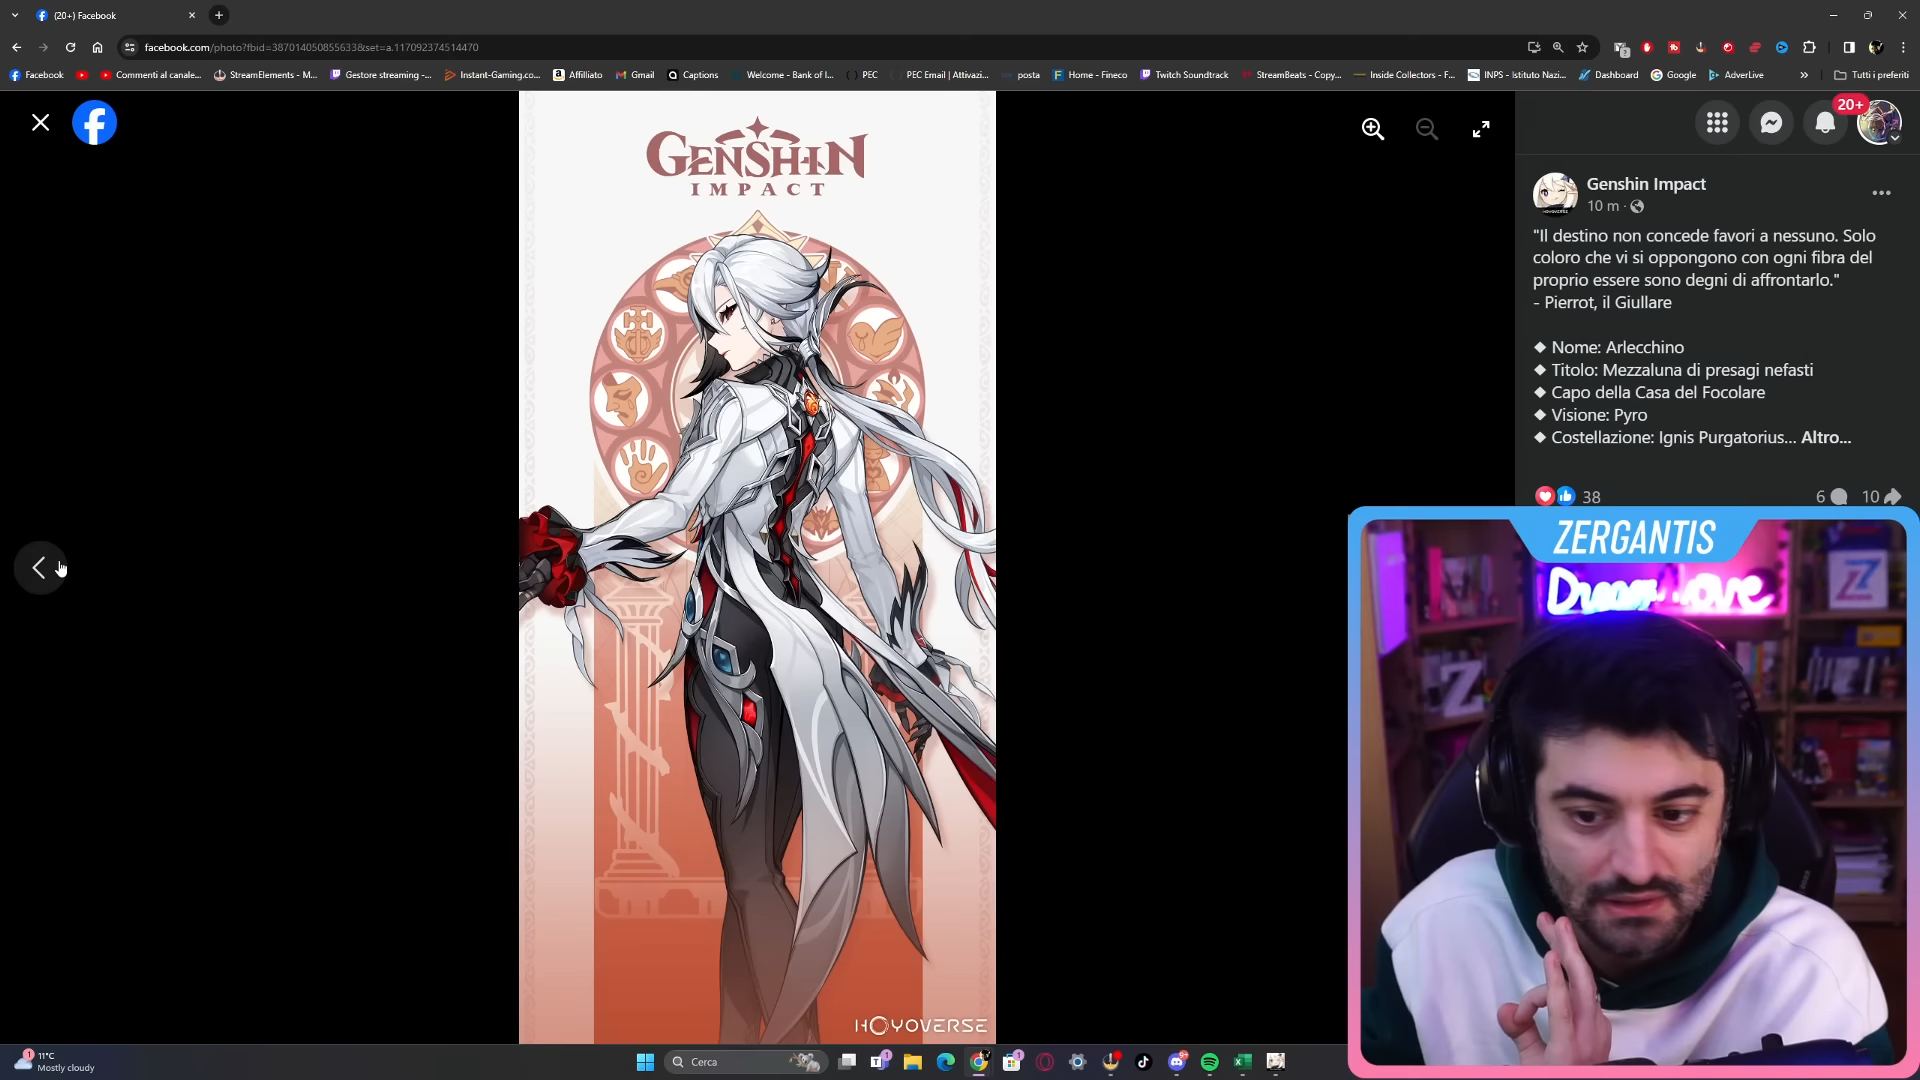 (20+) Facebook
facebook.com/photo?fbid=387014050855633&set=a.117092374514470
Facebook
Commenti al canale...
StreamElements - M...
Gestore streaming -...
Instant-Gaming.co...
Affilliato
Gmail
Captions
Welcome - Bank of I...
PEC
PEC Email | Attivazi...
posta
Home - Fineco
Twitch Soundtrack
StreamBeats - Copy...
Inside Collectors - F...
INPS - Istituto Nazi...
Dashboard
Google
AdverLive
Tutti i preferiti
20+
GENSHIN
IMPACT
HOYOVERSE
Genshin Impact
10 m ·
"Il destino non concede favori a nessuno. Solo
coloro che vi si oppongono con ogni fibra del
proprio essere sono degni di affrontarlo."
- Pierrot, il Giullare
◆ Nome: Arlecchino
◆ Titolo: Mezzaluna di presagi nefasti
◆ Capo della Casa del Focolare
◆ Visione: Pyro
◆ Costellazione: Ignis Purgatorius... Altro...
38
6
10
ZERGANTIS
11°C
Mostly cloudy
Cerca